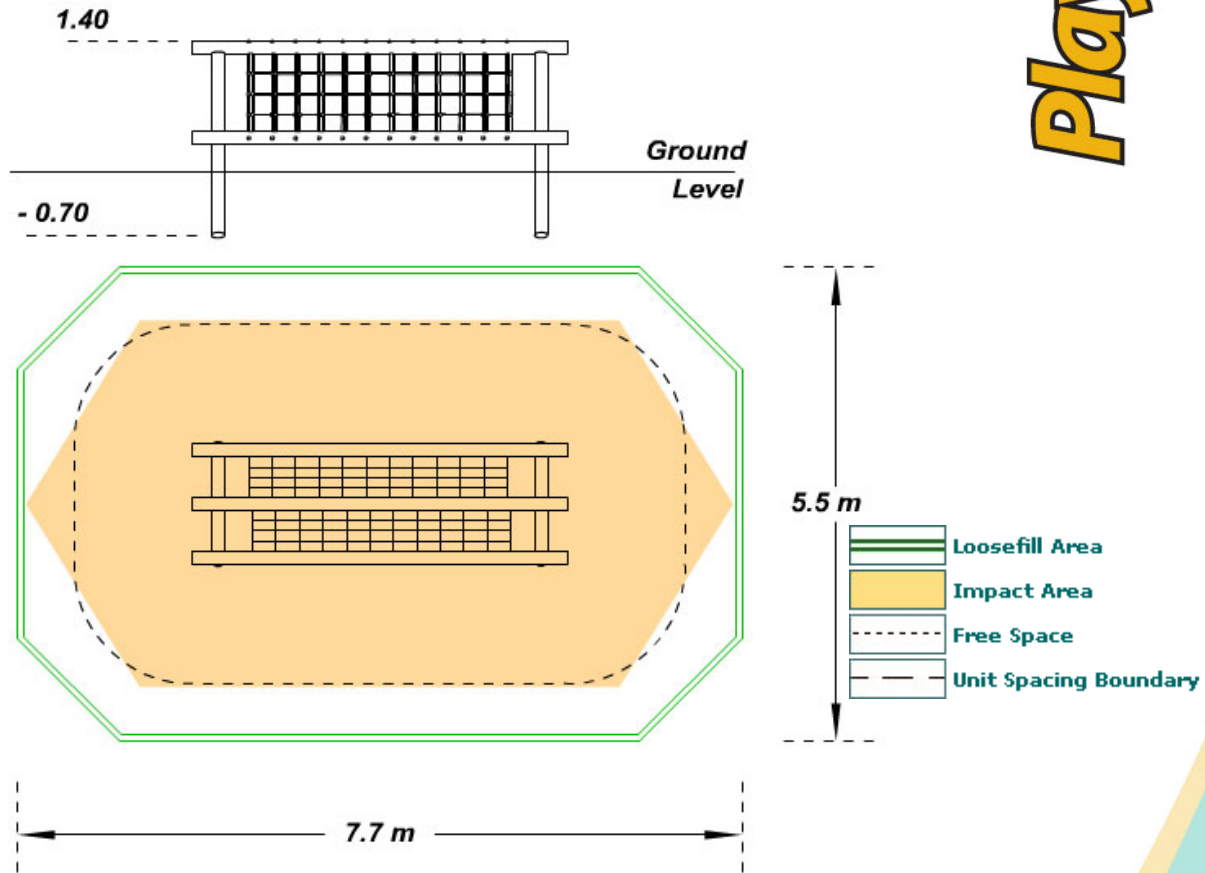 1.40
Play
Ground
Level
- 0.70
5.5 m
Loosefill Area
Impact Area
Free Space
Unit Spacing Boundary
7.7 m